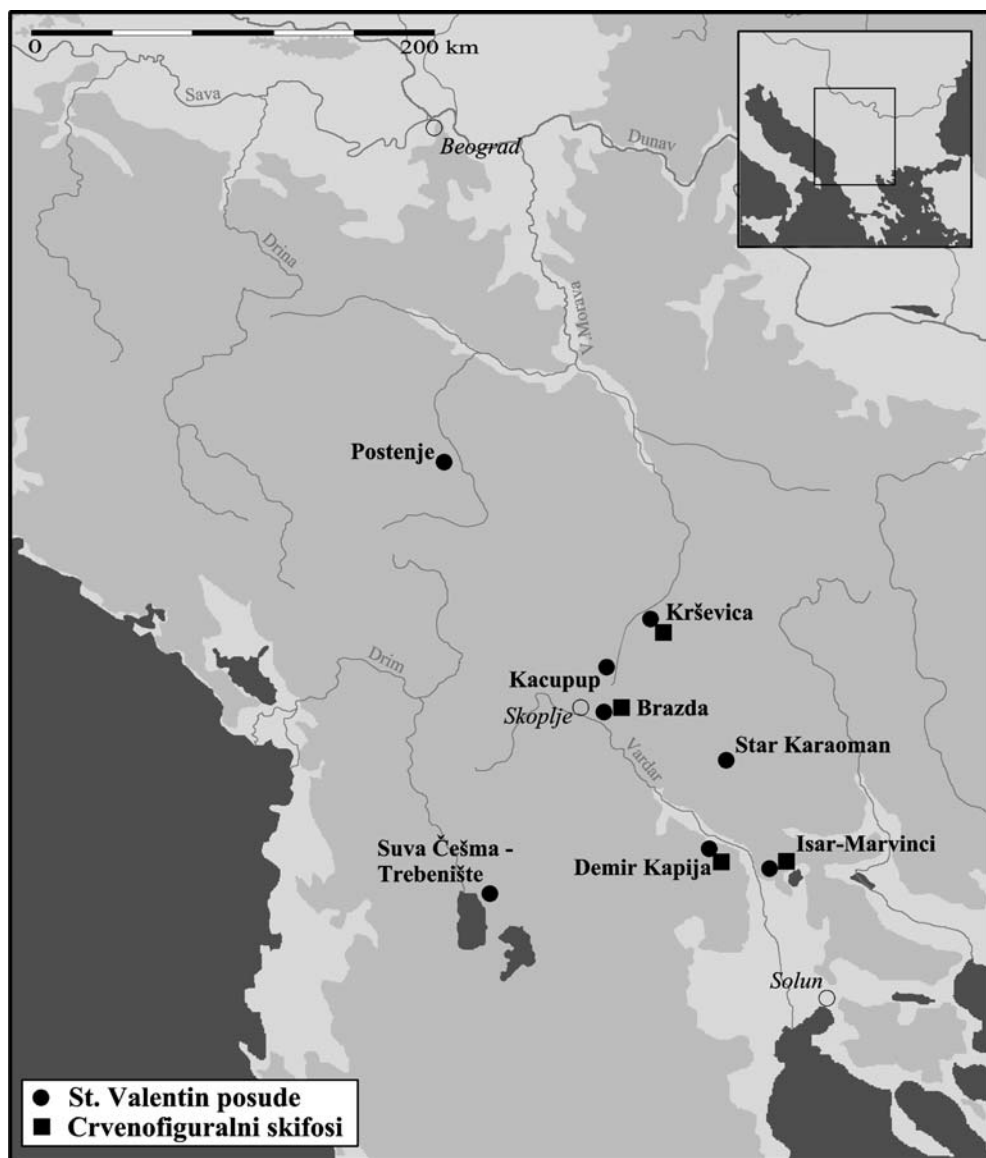 0 200 km
Sava
Beograd
Dunav
Drina
V.Morava
Postenje
Krševica
Drim
Kacupup
Skoplje
Brazda
Star Karaoman
Vardar
Isar-Marvinci
Suva Češma -
Trebenište
Demir Kapija
Solun
St. Valentin posude
Crvenofiguralni skifosi